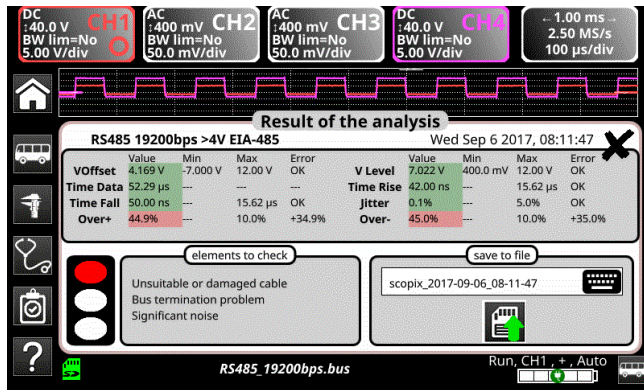 DC
↕40.0 V
BW lim=No
5.00 V/div
CH1
AC
↕400 mV
BW lim=No
50.0 mV/div
CH2
AC
↕400 mV
BW lim=No
50.0 mV/div
CH3
DC
↕40.0 V
BW lim=No
5.00 V/div
CH4
←1.00 ms→
2.50 MS/s
100 µs/div
Result of the analysis
RS485 19200bps >4V EIA-485 Wed Sep 6 2017, 08:11:47
Value Min Max Error Value Min Max Error
VOffset 4.169 V -7.000 V 12.00 V OK V Level 7.022 V 400.0 mV 12.00 V OK
Time Data 52.29 µs --- --- --- Time Rise 42.00 ns --- 15.62 µs OK
Time Fall 50.00 ns --- 15.62 µs OK Jitter 0.1% --- 5.0% OK
Over+ 44.9% --- 10.0% +34.9% Over- 45.0% --- 10.0% +35.0%
elements to check
Unsuitable or damaged cable
Bus termination problem
Significant noise
save to file
scopix_2017-09-06_08-11-47
?
SD
RS485_19200bps.bus
Run, CH1 , + , Auto